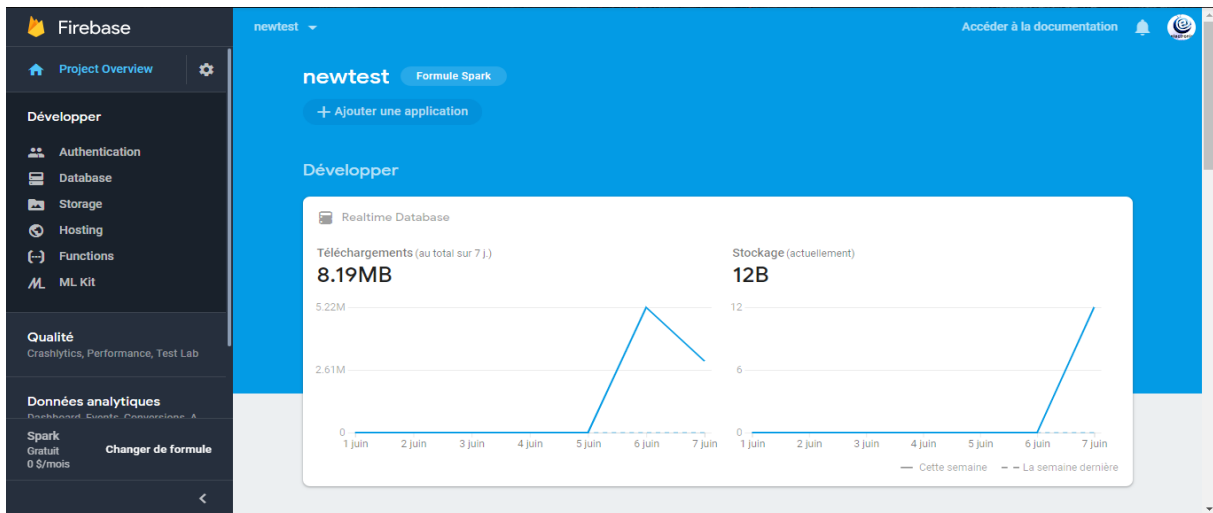 Firebase
newtest
Accéder à la documentation
Project Overview
newtest
Formule Spark
+ Ajouter une application
Développer
Authentication
Database
Storage
Hosting
Functions
ML Kit
Qualité
Crashlytics, Performance, Test Lab
Données analytiques
Dashboard, Events, Conversions, A
Spark
Gratuit
0 $/mois
Changer de formule
Développer
Realtime Database
Téléchargements (au total sur 7 j.)
8.19MB
5.22M
2.61M
0
1 juin 2 juin 3 juin 4 juin 5 juin 6 juin 7 juin
Stockage (actuellement)
12B
12
6
0
1 juin 2 juin 3 juin 4 juin 5 juin 6 juin 7 juin
Cette semaine La semaine dernière